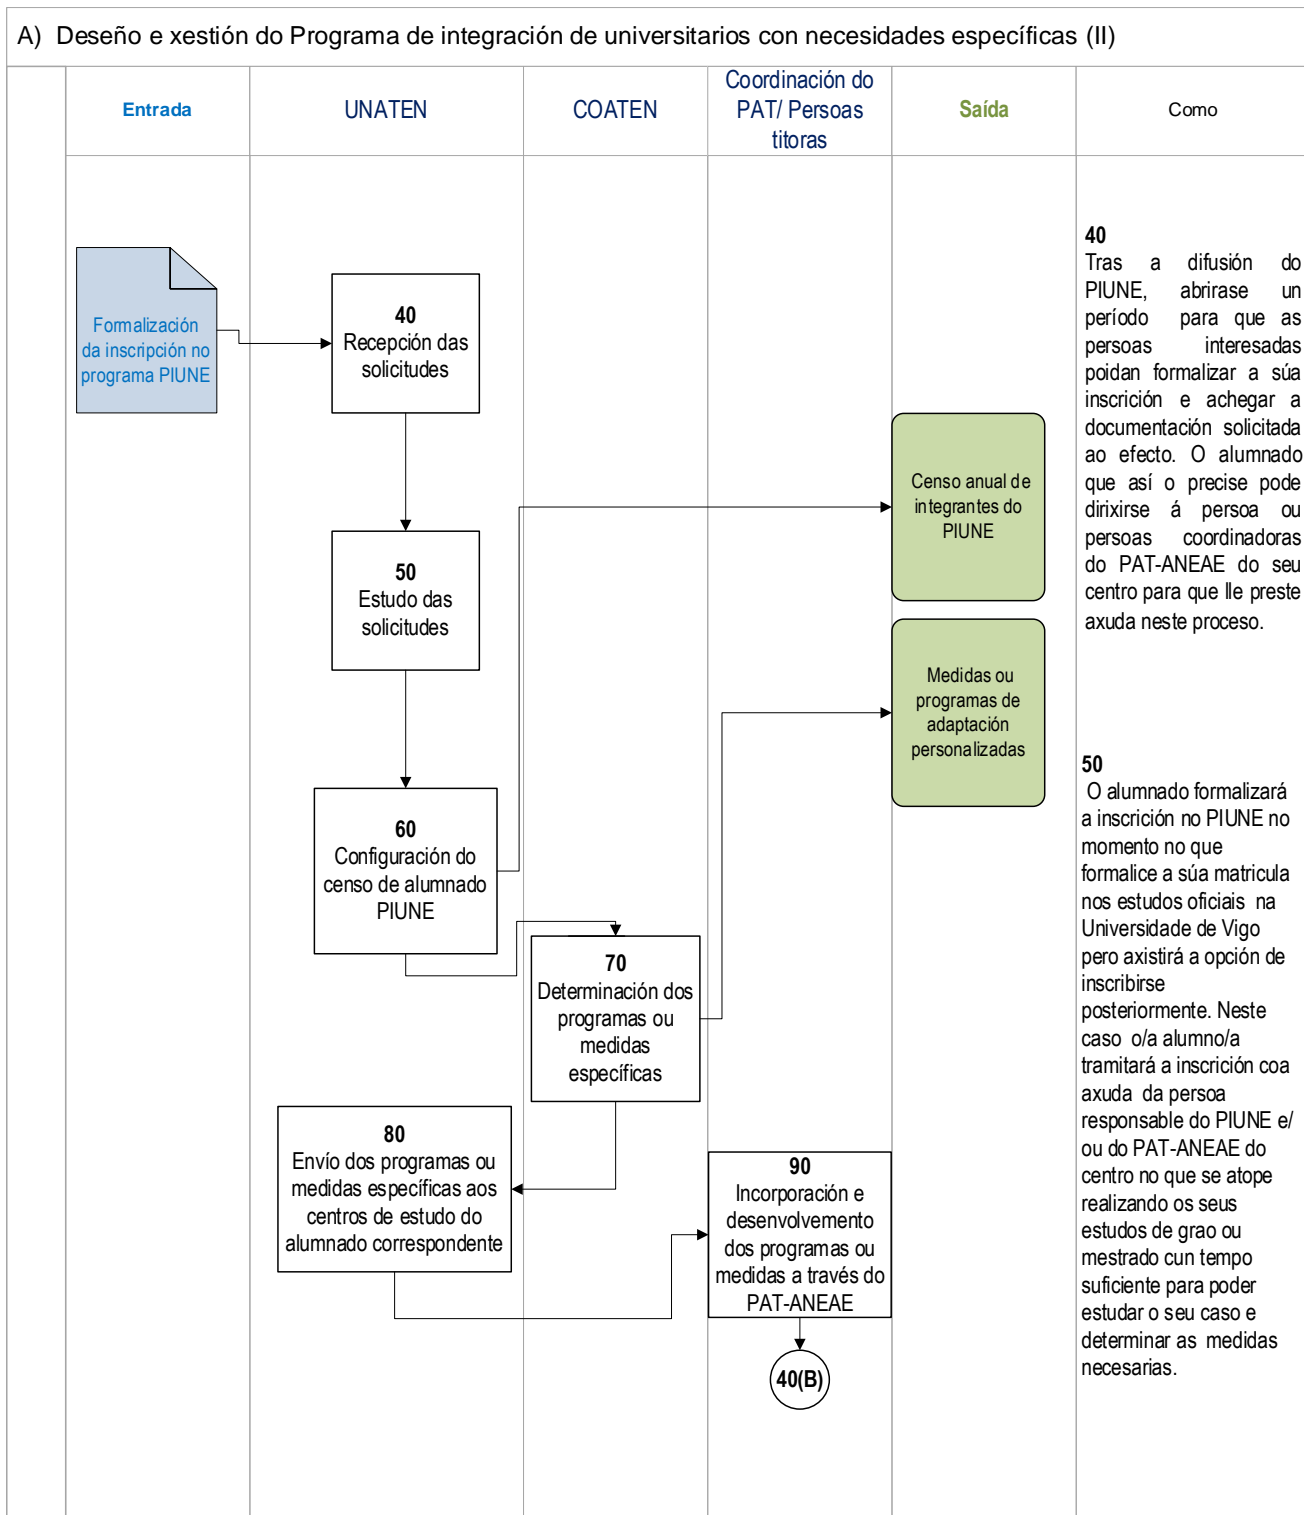 A) Deseño e xestión do Programa de integración de universitarios con necesidades específicas (II)
Entrada
UNATEN
COATEN
Coordinación do
PAT/ Persoas
titoras
Saída
Como
Formalización
da inscripción no
programa PIUNE
40
Recepción das
solicitudes
50
Estudo das
solicitudes
60
Configuración do
censo de alumnado
PIUNE
70
Determinación dos
programas ou
medidas
específicas
80
Envío dos programas ou
medidas específicas aos
centros de estudo do
alumnado correspondente
90
Incorporación e
desenvolvemento
dos programas ou
medidas a través do
PAT-ANEAE
40(B)
Censo anual de
integrantes do
PIUNE
Medidas ou
programas de
adaptación
personalizadas
40
Tras a difusión do
PIUNE, abrirase un
período para que as
persoas interesadas
poidan formalizar a súa
inscrición e achegar a
documentación solicitada
ao efecto. O alumnado
que así o precise pode
dirixirse á persoa ou
persoas coordinadoras
do PAT-ANEAE do seu
centro para que lle preste
axuda neste proceso.
50
O alumnado formalizará
a inscrición no PIUNE no
momento no que
formalice a súa matricula
nos estudos oficiais na
Universidade de Vigo
pero axistirá a opción de
inscribirse
posteriormente. Neste
caso o/a alumno/a
tramitará a inscrición coa
axuda da persoa
responsable do PIUNE e/
ou do PAT-ANEAE do
centro no que se atope
realizando os seus
estudos de grao ou
mestrado cun tempo
suficiente para poder
estudar o seu caso e
determinar as medidas
necesarias.